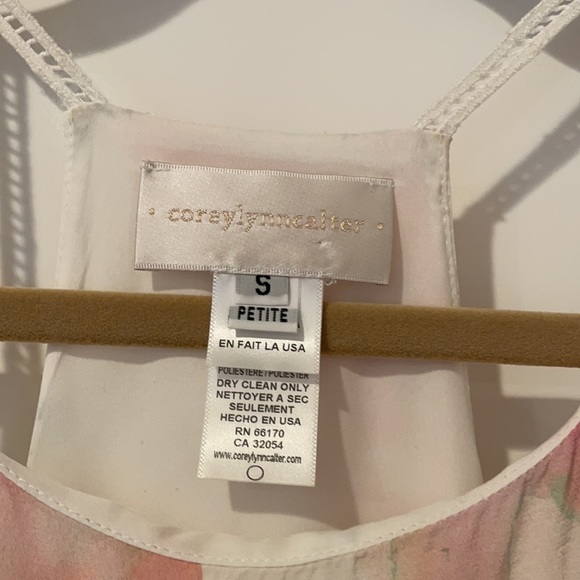 • coreylynncalter •
S
PETITE
EN FAIT LA USA
POLIESTERE / POLIESTER
DRY CLEAN ONLY
NETTOYER A SEC
SEULEMENT
HECHO EN USA
RN 66170
CA 32054
www.coreylynncalter.com